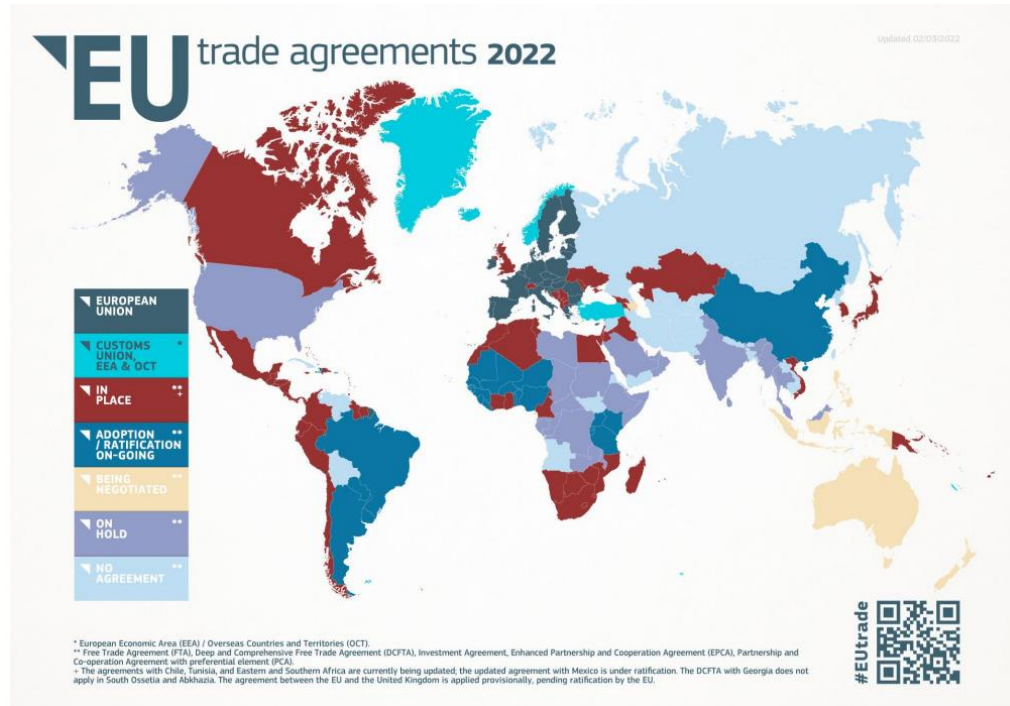 EU trade agreements 2022
Updated 02/03/2022
EUROPEAN
UNION
CUSTOMS *
UNION,
EEA & OCT
IN **
PLACE +
ADOPTION **
/ RATIFICATION
ON-GOING
BEING **
NEGOTIATED
ON **
HOLD
NO **
AGREEMENT
#EUtrade
* European Economic Area (EEA) / Overseas Countries and Territories (OCT).
** Free Trade Agreement (FTA), Deep and Comprehensive Free Trade Agreement (DCFTA), Investment Agreement, Enhanced Partnership and Cooperation Agreement (EPCA), Partnership and
Co-operation Agreement with preferential element (PCA).
+ The agreements with Chile, Tunisia, and Eastern and Southern Africa are currently being updated; the updated agreement with Mexico is under ratification. The DCFTA with Georgia does not
apply in South Ossetia and Abkhazia. The agreement between the EU and the United Kingdom is applied provisionally, pending ratification by the EU.